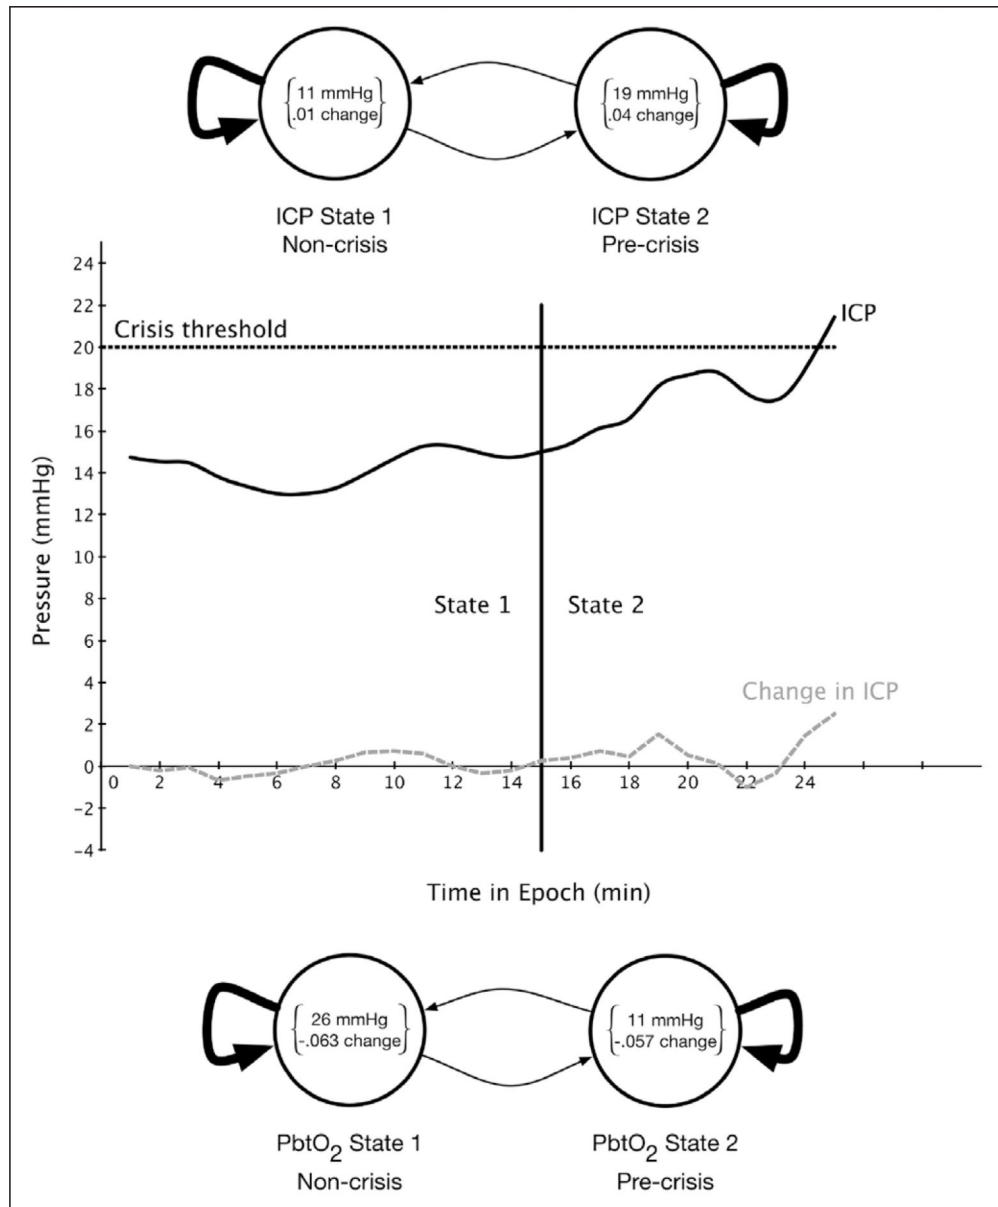 11 mmHg
.01 change
19 mmHg
.04 change
ICP State 1
Non-crisis
ICP State 2
Pre-crisis
24
22
20
18
16
14
12
10
8
6
4
2
0
-2
-4
Pressure (mmHg)
Crisis threshold
ICP
State 1
State 2
Change in ICP
0 2 4 6 8 10 12 14 16 18 20 22 24
Time in Epoch (min)
26 mmHg
-.063 change
11 mmHg
-.057 change
PbtO2 State 1
Non-crisis
PbtO2 State 2
Pre-crisis